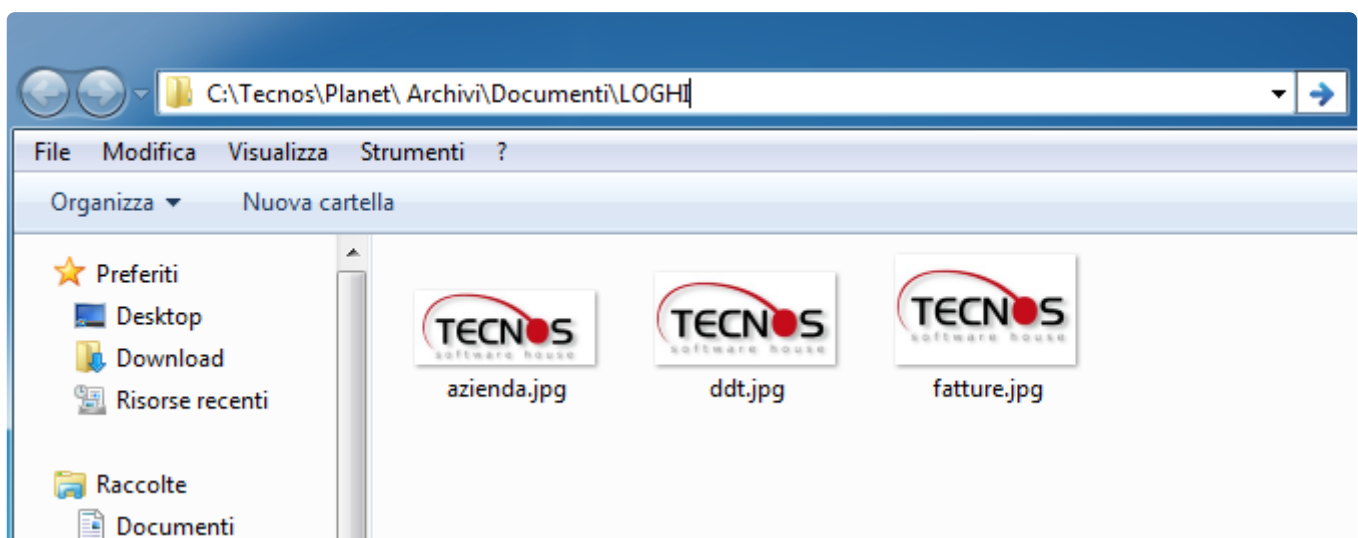 C:\Tecnos\Planet\ Archivi\Documenti\LOGHI
File Modifica Visualizza Strumenti ?
Organizza Nuova cartella
Preferiti
Desktop
Download
Risorse recenti
Raccolte
Documenti
TECNOS
software house
azienda.jpg
TECNOS
software house
ddt.jpg
TECNOS
software house
fatture.jpg